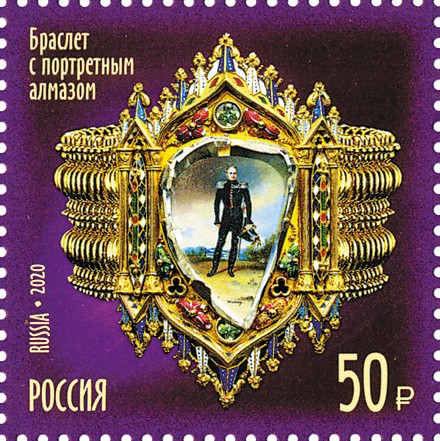 Браслет
с портретным
алмазом
RUSSIA • 2020
РОССИЯ
50 ₽